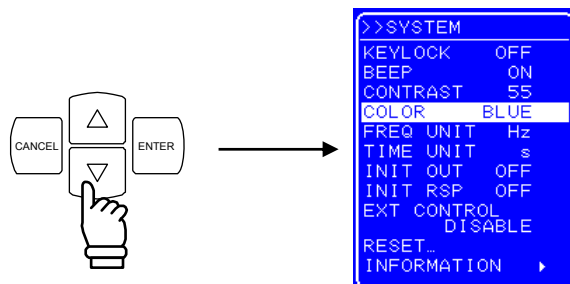 CANCEL
ENTER
>>SYSTEM
KEYLOCK OFF
BEEP ON
CONTRAST 55
COLOR BLUE
FREQ UNIT Hz
TIME UNIT s
INIT OUT OFF
INIT RSP OFF
EXT CONTROL
DISABLE
RESET…
INFORMATION